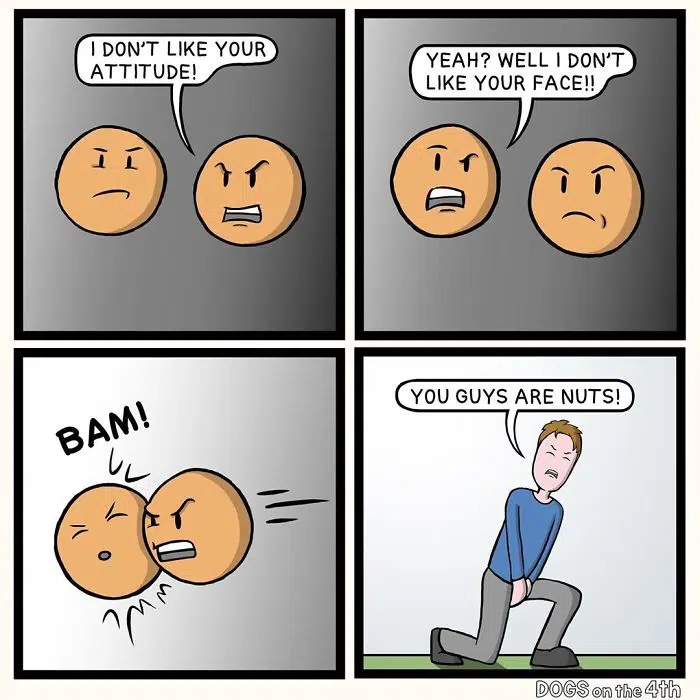 I DON'T LIKE YOUR
ATTITUDE!
YEAH? WELL I DON'T
LIKE YOUR FACE!!
BAM!
YOU GUYS ARE NUTS!
DOGS on the 4th